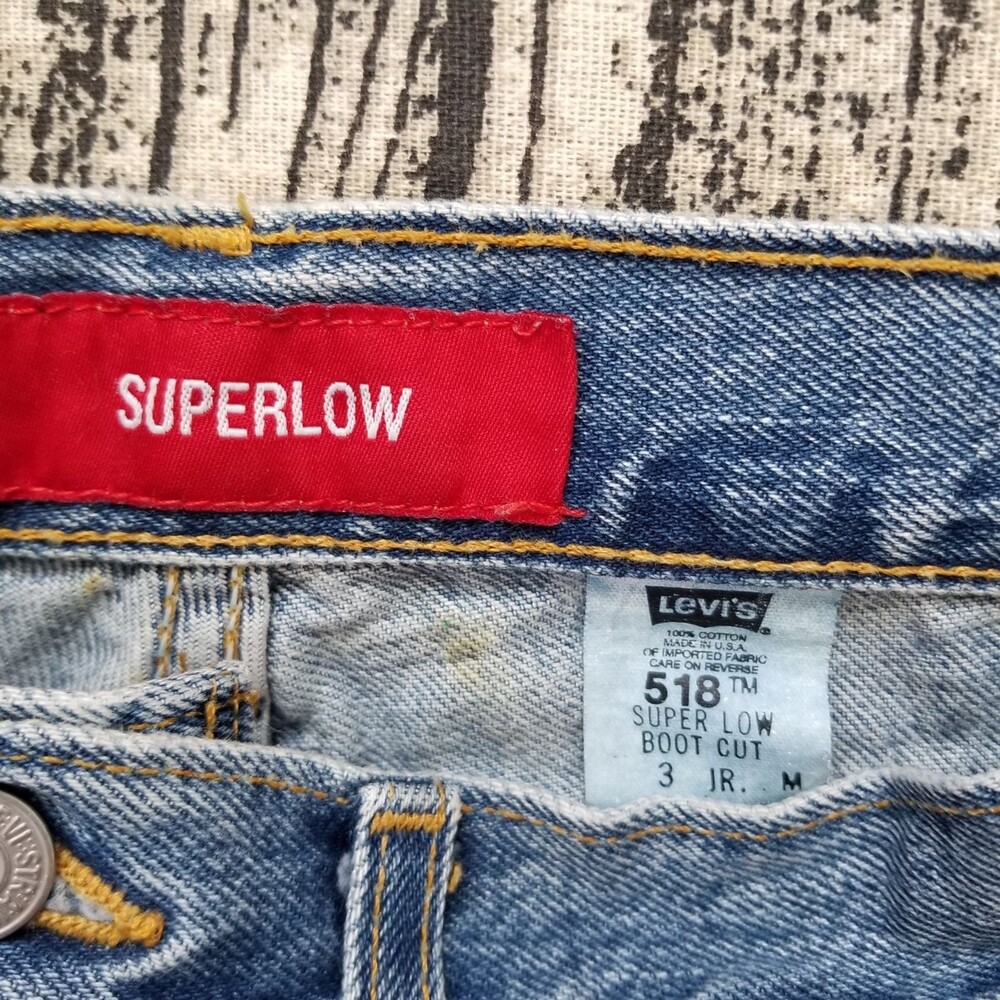 SUPERLOW
Levi's®
100% COTTON
MADE IN U.S.A.
OF IMPORTED FABRIC
CARE ON REVERSE
518™
SUPER LOW
BOOT CUT
3 JR. M